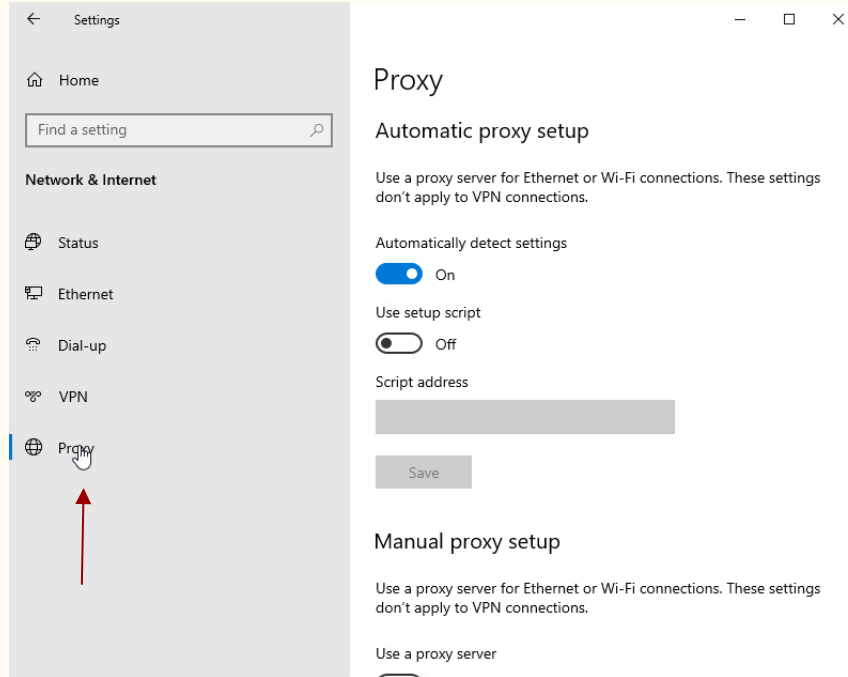 Settings
Home
Find a setting
Network & Internet
Status
Ethernet
Dial-up
VPN
Proxy
Proxy
Automatic proxy setup
Use a proxy server for Ethernet or Wi-Fi connections. These settings
don't apply to VPN connections.
Automatically detect settings
On
Use setup script
Off
Script address
Save
Manual proxy setup
Use a proxy server for Ethernet or Wi-Fi connections. These settings
don't apply to VPN connections.
Use a proxy server